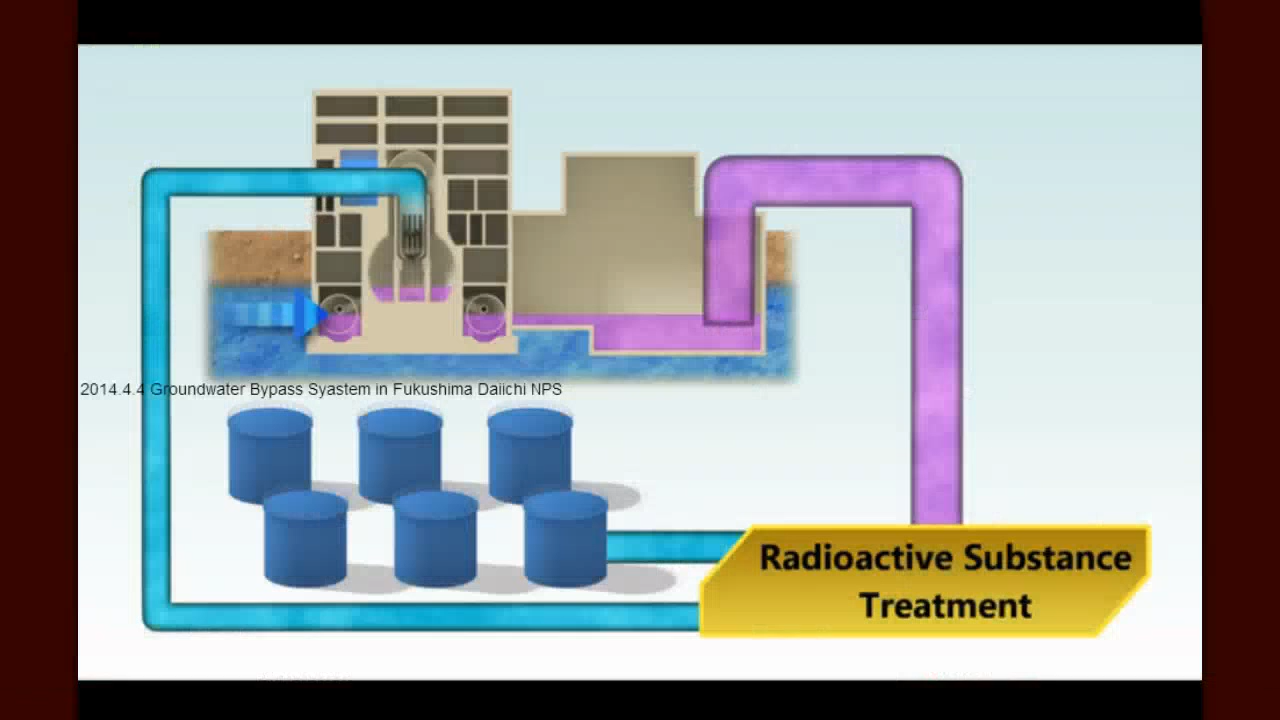 2014.4.4 Groundwater Bypass Syastem in Fukushima Daiichi NPS
Radioactive Substance
Treatment